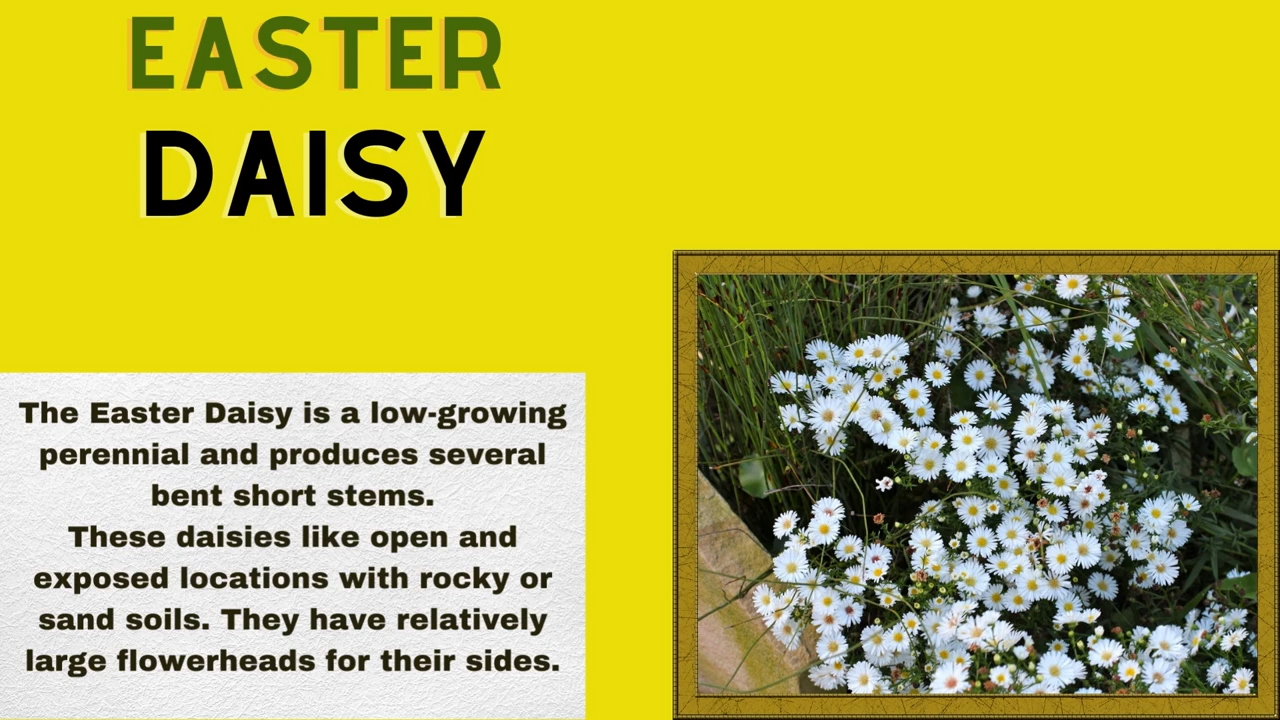 EASTER
DAISY
The Easter Daisy is a low-growing
perennial and produces several
bent short stems.
These daisies like open and
exposed locations with rocky or
sand soils. They have relatively
large flowerheads for their sides.